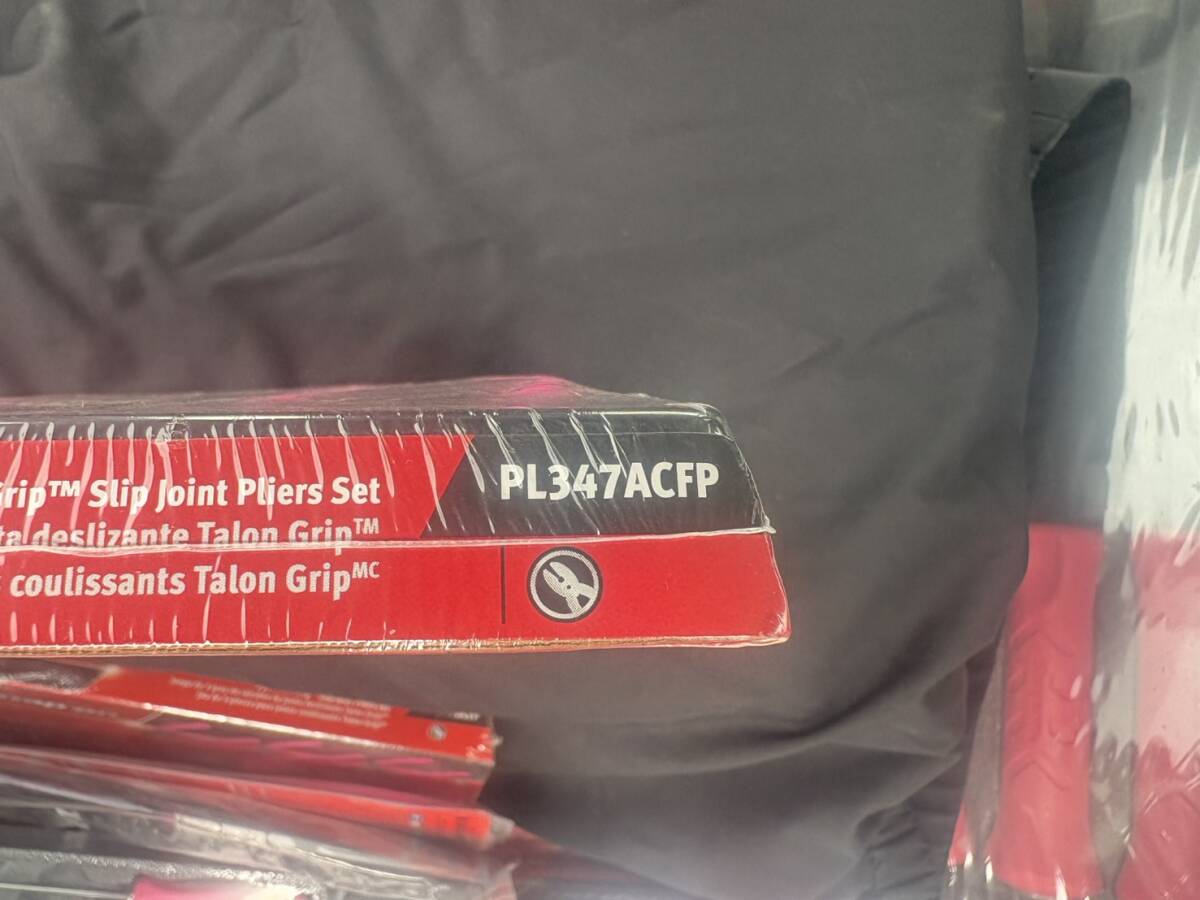 Grip™ Slip Joint Pliers Set
PL347ACFP
ta deslizante Talon Grip™
coulissants Talon Grip MC